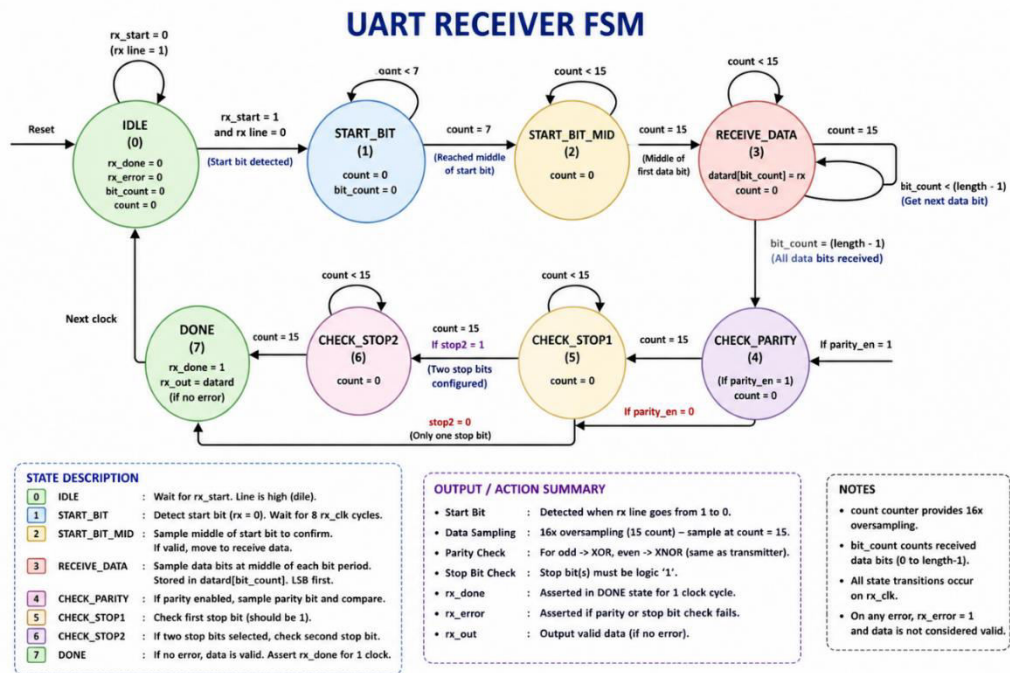 UART RECEIVER FSM
rx_start = 0
(rx line = 1)
Reset
IDLE
(0)
rx_done = 0
rx_error = 0
bit_count = 0
count = 0
rx_start = 1
and rx line = 0
(Start bit detected)
count < 7
START_BIT
(1)
count = 0
bit_count = 0
count = 7
(Reached middle
of start bit)
count < 15
START_BIT_MID
(2)
count = 0
count = 15
(Middle of
first data bit)
count < 15
RECEIVE_DATA
(3)
datard[bit_count] = rx
count = 0
count = 15
bit_count < (length - 1)
(Get next data bit)
bit_count = (length - 1)
(All data bits received)
Next clock
DONE
(7)
rx_done = 1
rx_out = datard
(if no error)
count = 15
count < 15
CHECK_STOP2
(6)
count = 0
count = 15
If stop2 = 1
(Two stop bits
configured)
count < 15
CHECK_STOP1
(5)
count = 0
count = 15
CHECK_PARITY
(4)
(If parity_en = 1)
count = 0
If parity_en = 1
If parity_en = 0
stop2 = 0
(Only one stop bit)
STATE DESCRIPTION
0 IDLE : Wait for rx_start. Line is high (dile).
1 START_BIT : Detect start bit (rx = 0). Wait for 8 rx_clk cycles.
2 START_BIT_MID : Sample middle of start bit to confirm.
If valid, move to receive data.
3 RECEIVE_DATA : Sample data bits at middle of each bit period.
Stored in datard[bit_count]. LSB first.
4 CHECK_PARITY : If parity enabled, sample parity bit and compare.
5 CHECK_STOP1 : Check first stop bit (should be 1).
6 CHECK_STOP2 : If two stop bits selected, check second stop bit.
7 DONE : If no error, data is valid. Assert rx_done for 1 clock.
OUTPUT / ACTION SUMMARY
• Start Bit : Detected when rx line goes from 1 to 0.
• Data Sampling : 16x oversampling (15 count) – sample at count = 15.
• Parity Check : For odd -> XOR, even -> XNOR (same as transmitter).
• Stop Bit Check : Stop bit(s) must be logic ‘1’.
• rx_done : Asserted in DONE state for 1 clock cycle.
• rx_error : Asserted if parity or stop bit check fails.
• rx_out : Output valid data (if no error).
NOTES
• count counter provides 16x
oversampling.
• bit_count counts received
data bits (0 to length-1).
• All state transitions occur
on rx_clk.
• On any error, rx_error = 1
and data is not considered valid.